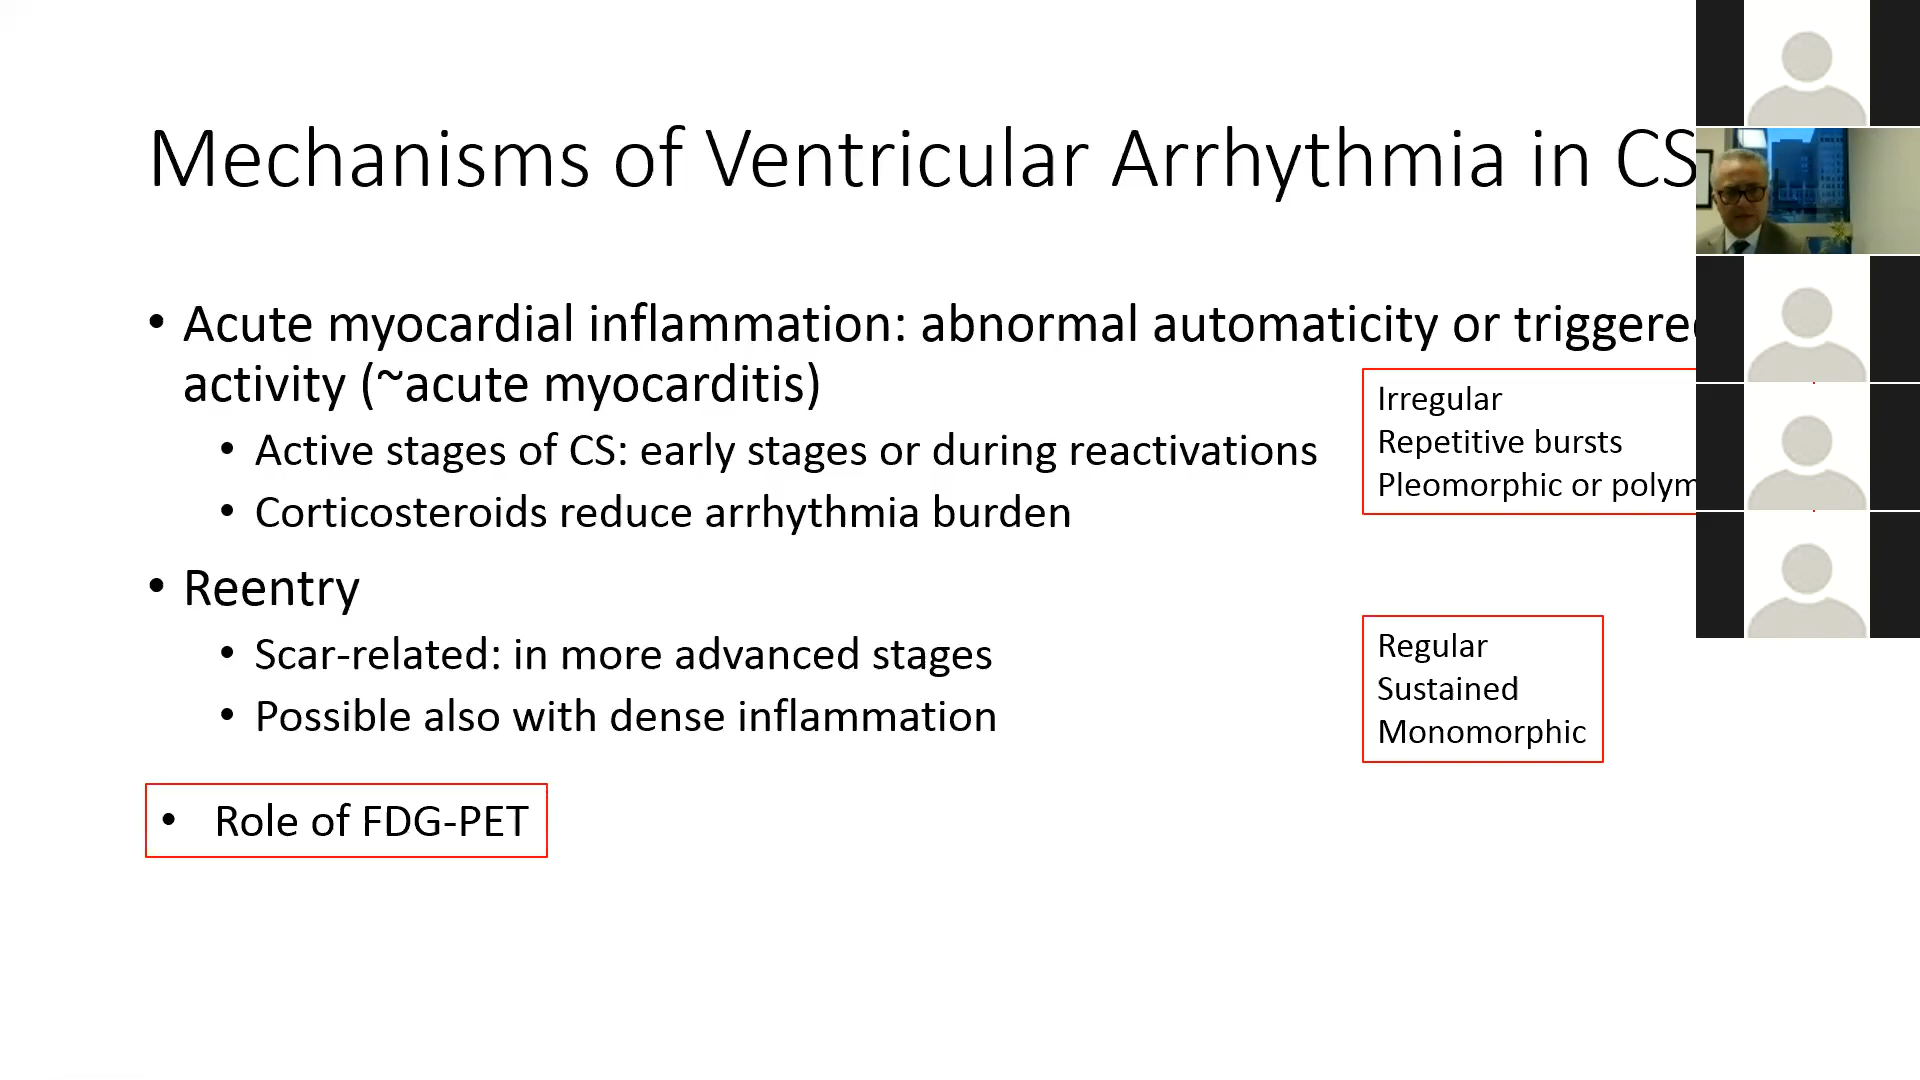 Mechanisms of Ventricular Arrhythmia in CS
• Acute myocardial inflammation: abnormal automaticity or triggered
activity (~acute myocarditis)
• Active stages of CS: early stages or during reactivations
• Corticosteroids reduce arrhythmia burden
Irregular
Repetitive bursts
Pleomorphic or polym
• Reentry
• Scar-related: in more advanced stages
• Possible also with dense inflammation
Regular
Sustained
Monomorphic
• Role of FDG-PET